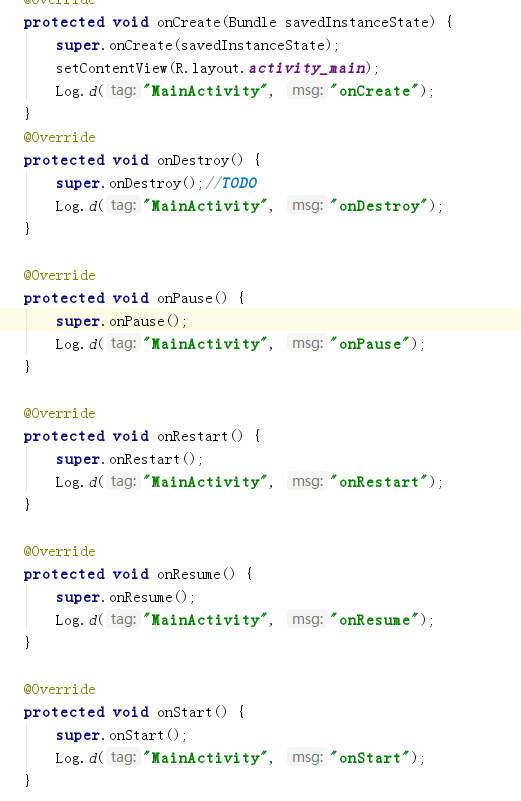 @Override
protected void onCreate(Bundle savedInstanceState) {
super.onCreate(savedInstanceState);
setContentView(R.layout.activity_main);
Log.d( tag: "MainActivity", msg: "onCreate");
}
@Override
protected void onDestroy() {
super.onDestroy();//TODO
Log.d( tag: "MainActivity", msg: "onDestroy");
}
@Override
protected void onPause() {
super.onPause();
Log.d( tag: "MainActivity", msg: "onPause");
}
@Override
protected void onRestart() {
super.onRestart();
Log.d( tag: "MainActivity", msg: "onRestart");
}
@Override
protected void onResume() {
super.onResume();
Log.d( tag: "MainActivity", msg: "onResume");
}
@Override
protected void onStart() {
super.onStart();
Log.d( tag: "MainActivity", msg: "onStart");
}